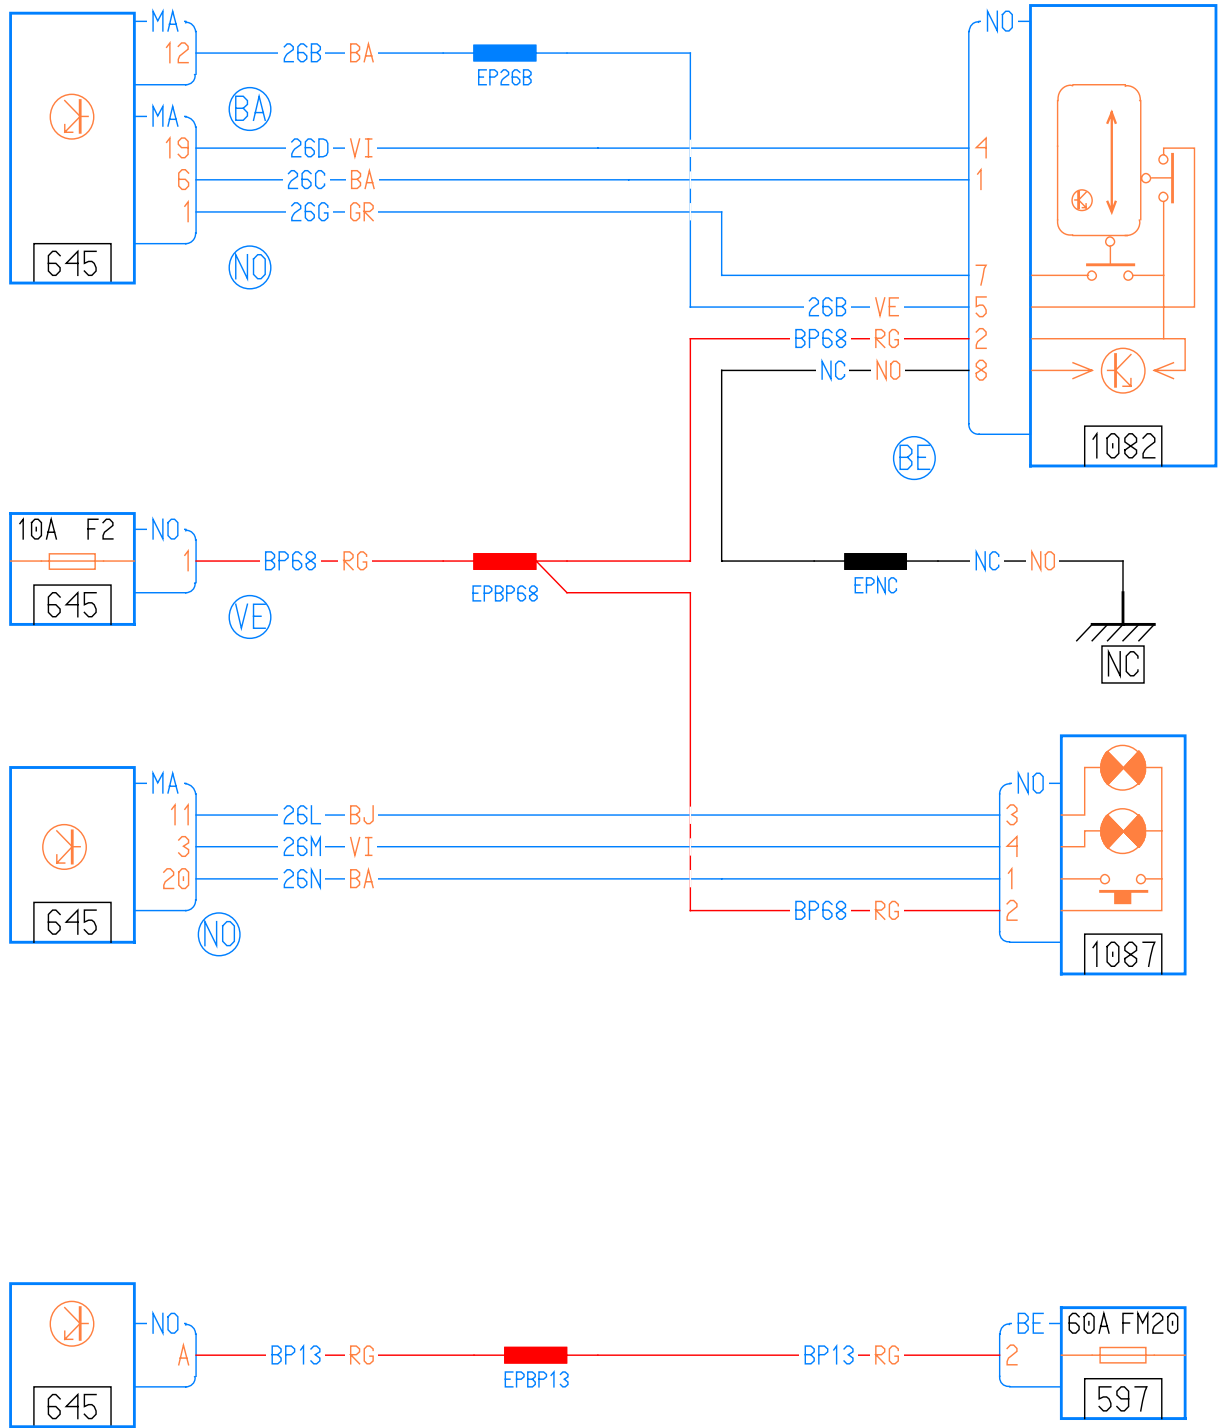 MA NO
12 26B BA EP26B
BA
MA
19 26D VI 4
6 26C BA 1
1 26G GR
645 NO 7
26B VE 5
BP68 RG 2
NC NO 8
1082
BE
10A F2 NO
1 BP68 RG NC NO
EPBP68 EPNC
645 VE
NC
MA NO
11 26L BJ 3
3 26M VI 4
20 26N BA 1
BP68 RG 2
645 NO
1087
NO BE 60A FM20
A BP13 RG BP13 RG 2
EPBP13
645 597